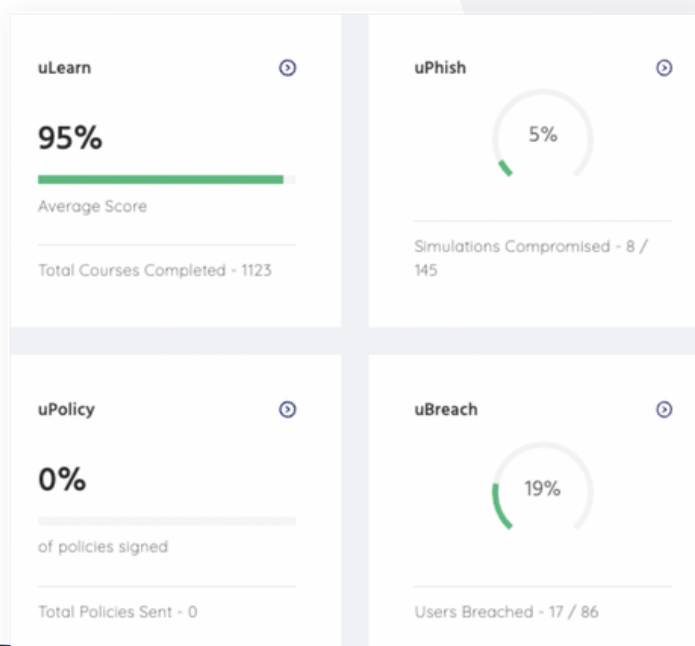 uLearn
95%
Average Score
Total Courses Completed - 1123
uPhish
5%
Simulations Compromised - 8 /
145
uPolicy
0%
of policies signed
Total Policies Sent - 0
uBreach
19%
Users Breached - 17 / 86